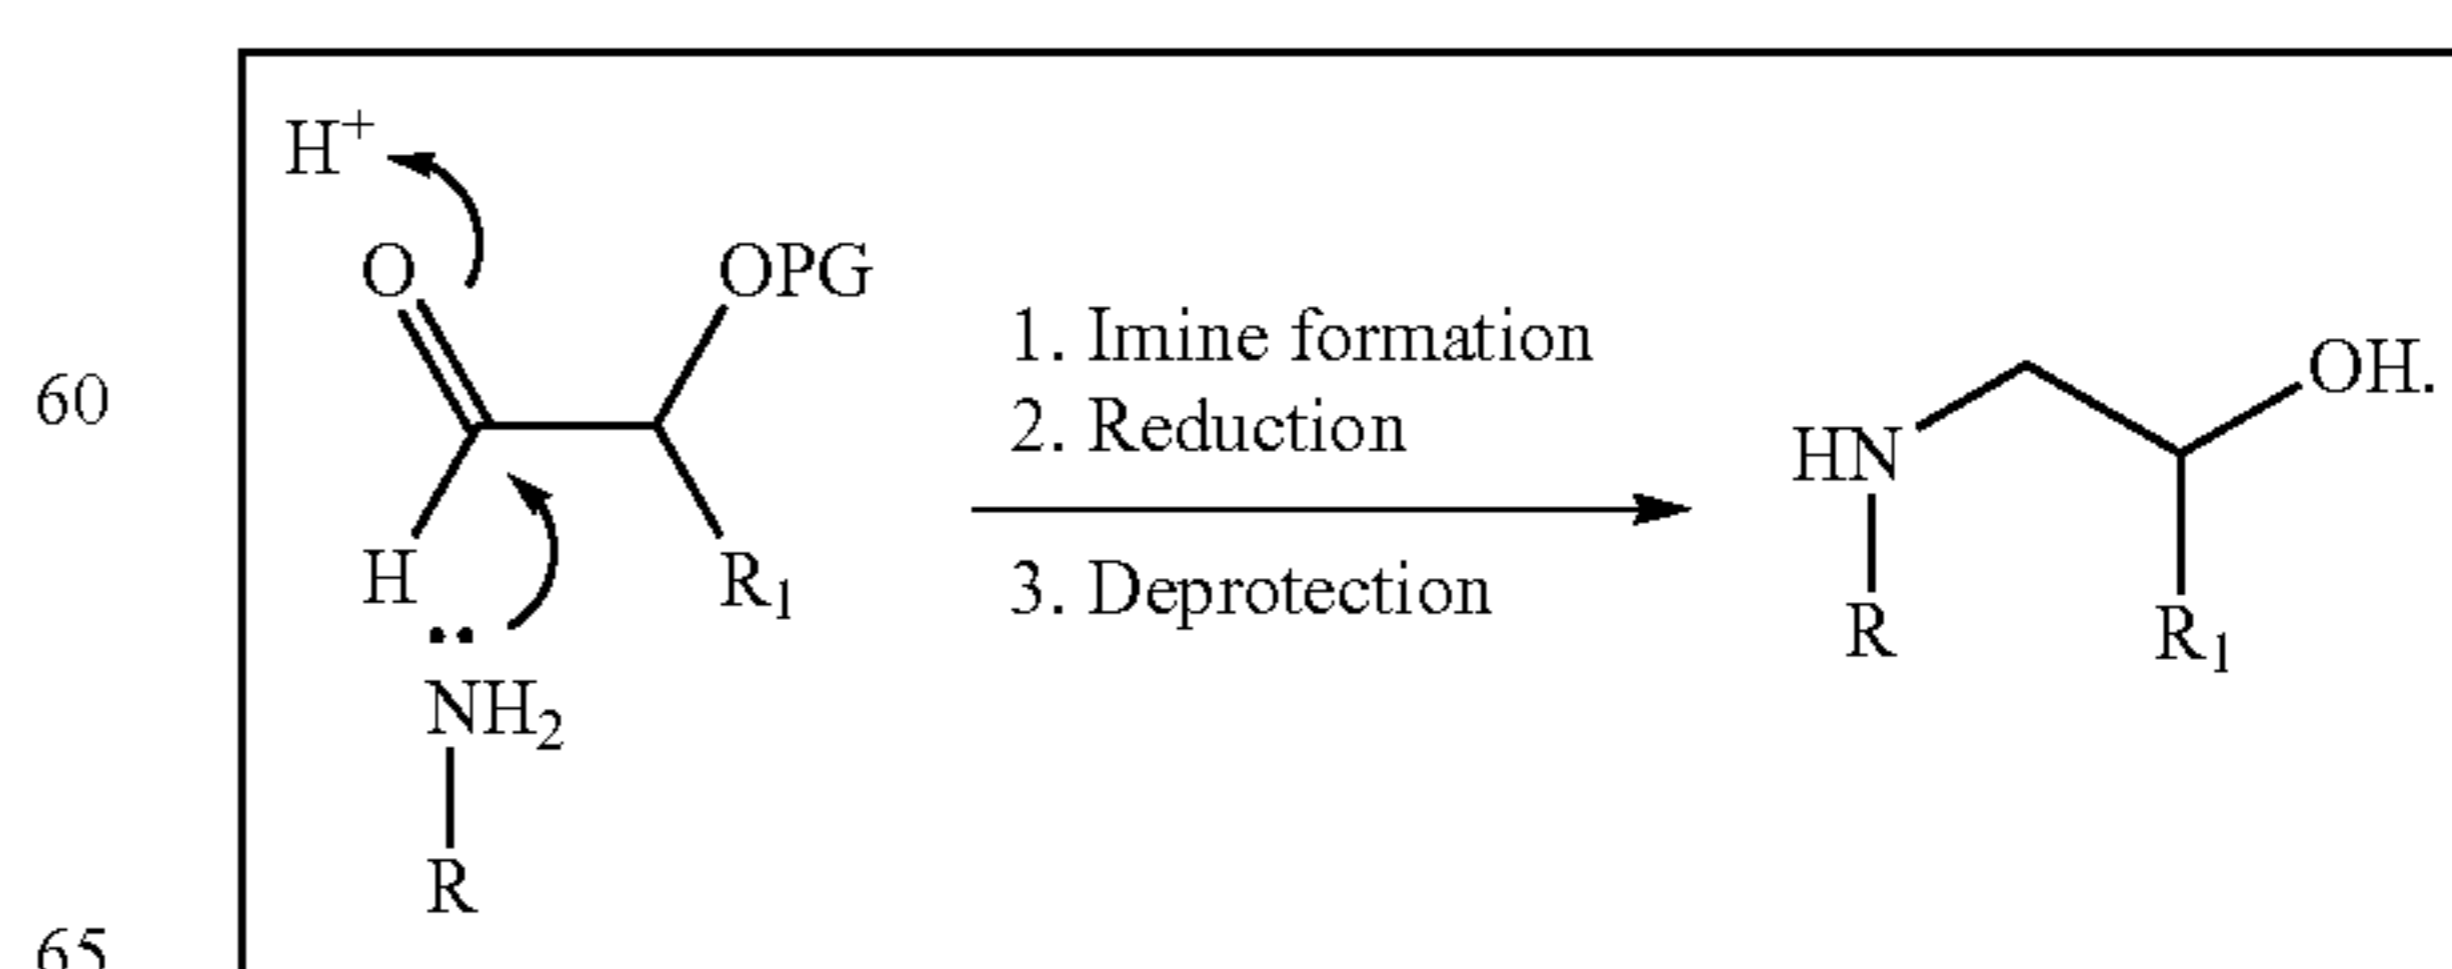 H+
O
OPG
1. Imine formation
2. Reduction
OH.
60
HN
3. Deprotection
H
R1
R
R1
NH2
R
65